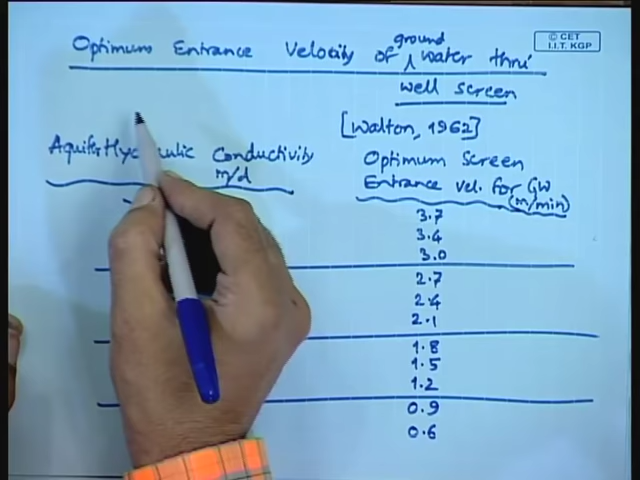 Optimum Entrance Velocity of ground water thru'
well screen
[Walton, 1962]
© CET
I.I.T. KGP
Aquifer Hydraulic Conductivity
m/d
Optimum Screen
Entrance vel. for GW
(m/min)
3.7
3.4
3.0
2.7
2.4
2.1
1.8
1.5
1.2
0.9
0.6